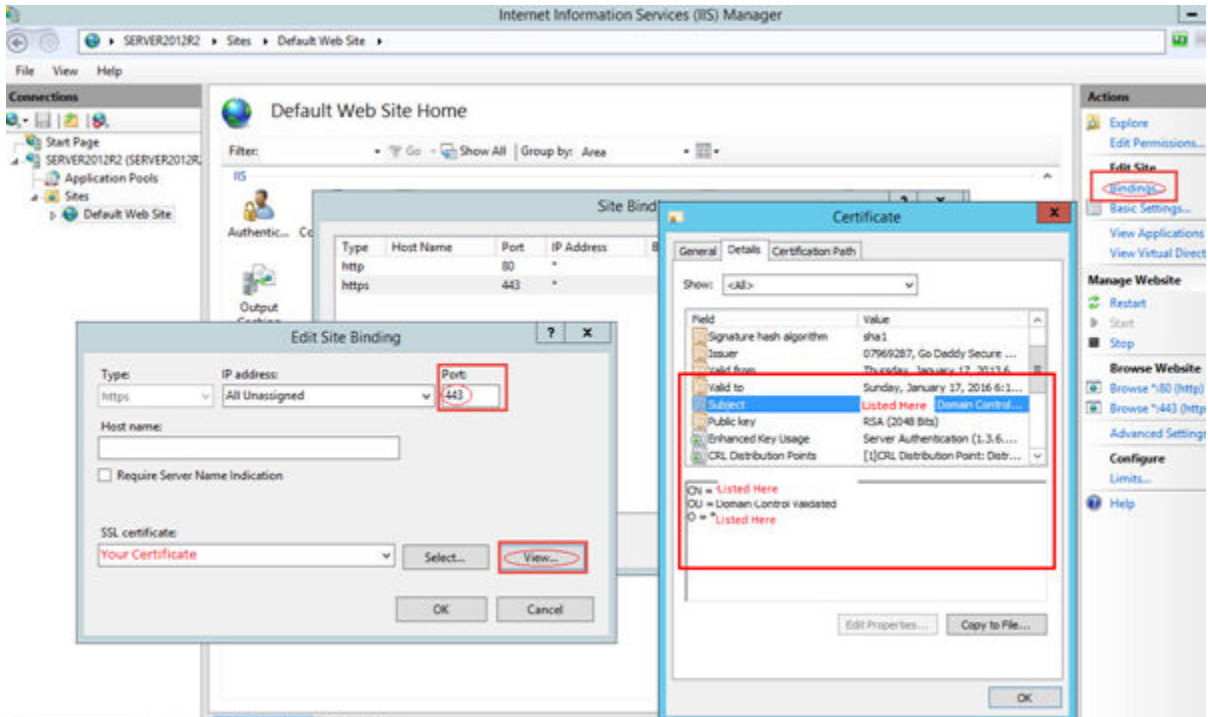 Internet Information Services (IIS) Manager
SERVER2012R2 Sites Default Web Site
File View Help
Connections
Start Page
SERVER2012R2 (SERVER2012R
Application Pools
Sites
Default Web Site
Default Web Site Home
Filter: Go Show All Group by: Area
IIS
Authentic...
Output
Site Bind
Type Host Name Port IP Address B
http 80 *
https 443 *
Edit Site Binding
? x
Type: IP address: Port:
https All Unassigned 443
Host name:
Require Server Name Indication
SSL certificate:
Your Certificate Select... View...
OK Cancel
Certificate
x
General Details Certification Path
Show: <All>
Field Value
Signature hash algorithm sha1
Issuer 07969287, Go Daddy Secure ...
Valid from Thursday, January 17, 2013 6...
Valid to Sunday, January 17, 2016 6:1...
Subject Listed Here Domain Control...
Public key RSA (2048 Bits)
Enhanced Key Usage Server Authentication (1.3.6....
CRL Distribution Points [1]CRL Distribution Point: Distr...
CN = Listed Here
OU = Domain Control Validated
O = *Listed Here
Edit Properties... Copy to File...
OK
Actions
Explore
Edit Permissions...
Edit Site
Bindings...
Basic Settings...
View Applications
View Virtual Direct
Manage Website
Restart
Start
Stop
Browse Website
Browse *:80 (http)
Browse *:443 (http
Advanced Settings
Configure
Limits...
Help